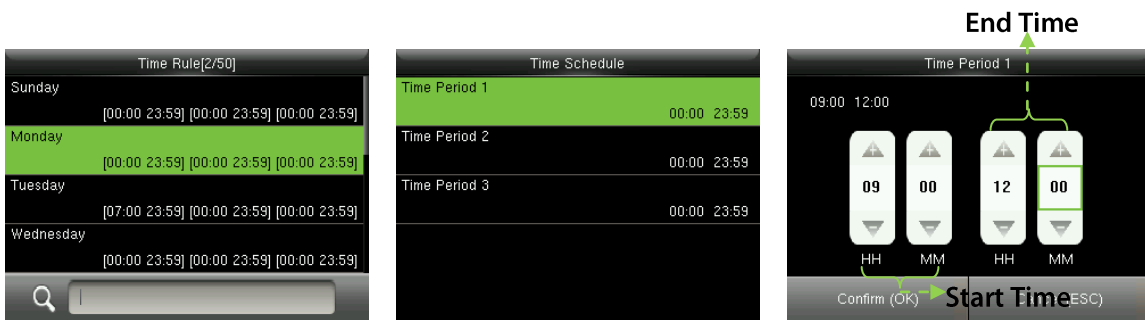 End Time
Time Rule[2/50]
Sunday
[00:00 23:59] [00:00 23:59] [00:00 23:59]
Monday
[00:00 23:59] [00:00 23:59] [00:00 23:59]
Tuesday
[07:00 23:59] [00:00 23:59] [00:00 23:59]
Wednesday
[00:00 23:59] [00:00 23:59] [00:00 23:59]
Time Schedule
Time Period 1
00:00 23:59
Time Period 2
00:00 23:59
Time Period 3
00:00 23:59
Time Period 1
09:00 12:00
09 00 12 00
HH MM HH MM
Confirm (OK)
Start Time
(ESC)